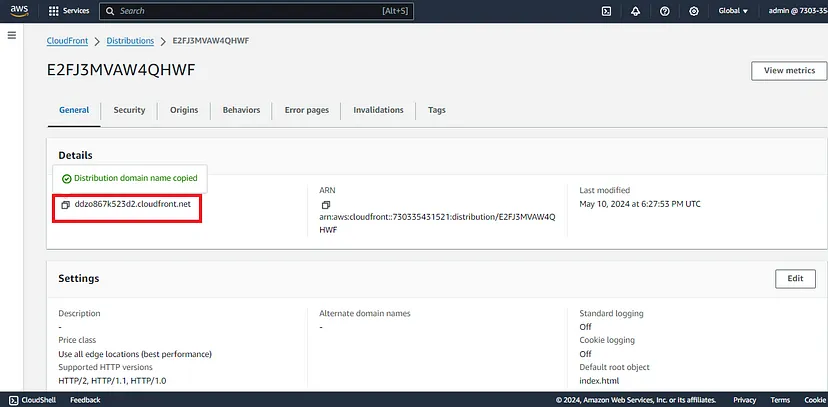 aws
Services
Search
[Alt+S]
Global
admin @ 7303-35
CloudFront > Distributions > E2FJ3MVAW4QHWF
E2FJ3MVAW4QHWF
View metrics
General
Security
Origins
Behaviors
Error pages
Invalidations
Tags
Details
Distribution domain name copied
ddzo867k523d2.cloudfront.net
ARN
arn:aws:cloudfront::730335431521:distribution/E2FJ3MVAW4Q
HWF
Last modified
May 10, 2024 at 6:27:53 PM UTC
Settings
Edit
Description
-
Price class
Use all edge locations (best performance)
Supported HTTP versions
HTTP/2, HTTP/1.1, HTTP/1.0
Alternate domain names
-
Standard logging
Off
Cookie logging
Off
Default root object
index.html
CloudShell
Feedback
© 2024, Amazon Web Services, Inc. or its affiliates.
Privacy
Terms
Cookie